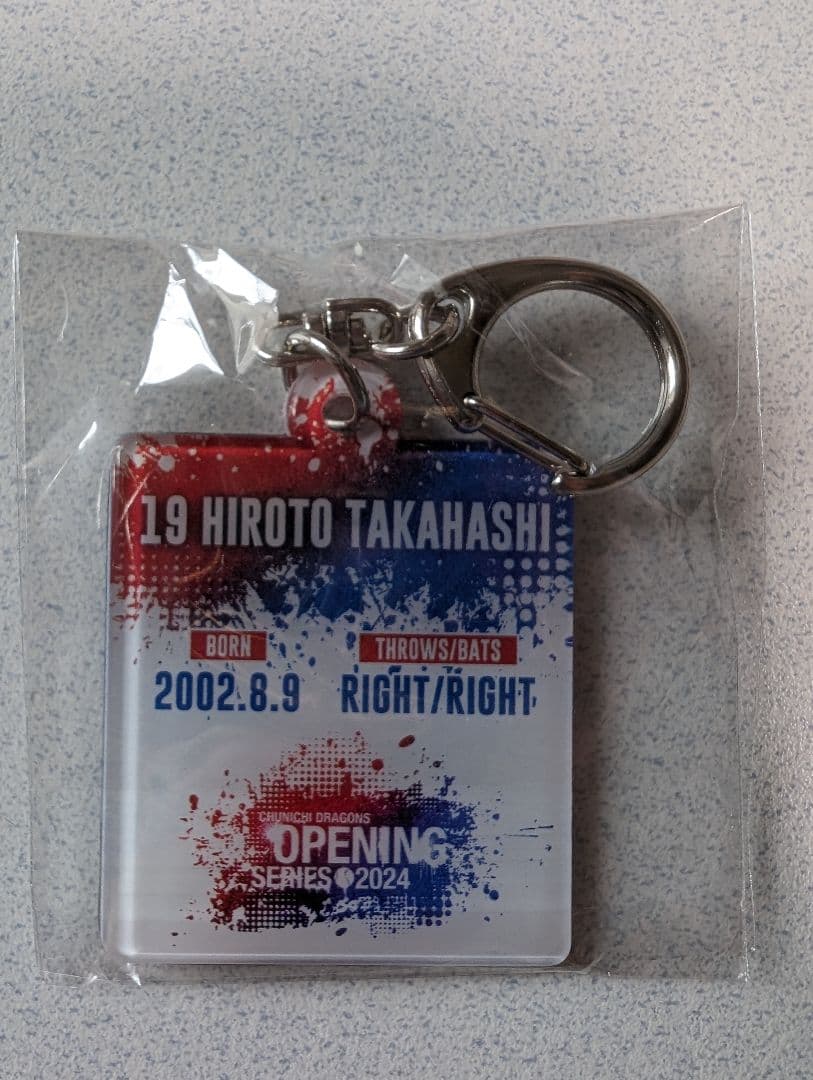 19 HIROTO TAKAHASHI
BORN THROWS/BATS
2002.8.9 RIGHT/RIGHT
CHUNICHI DRAGONS
OPENING
SERIES 2024